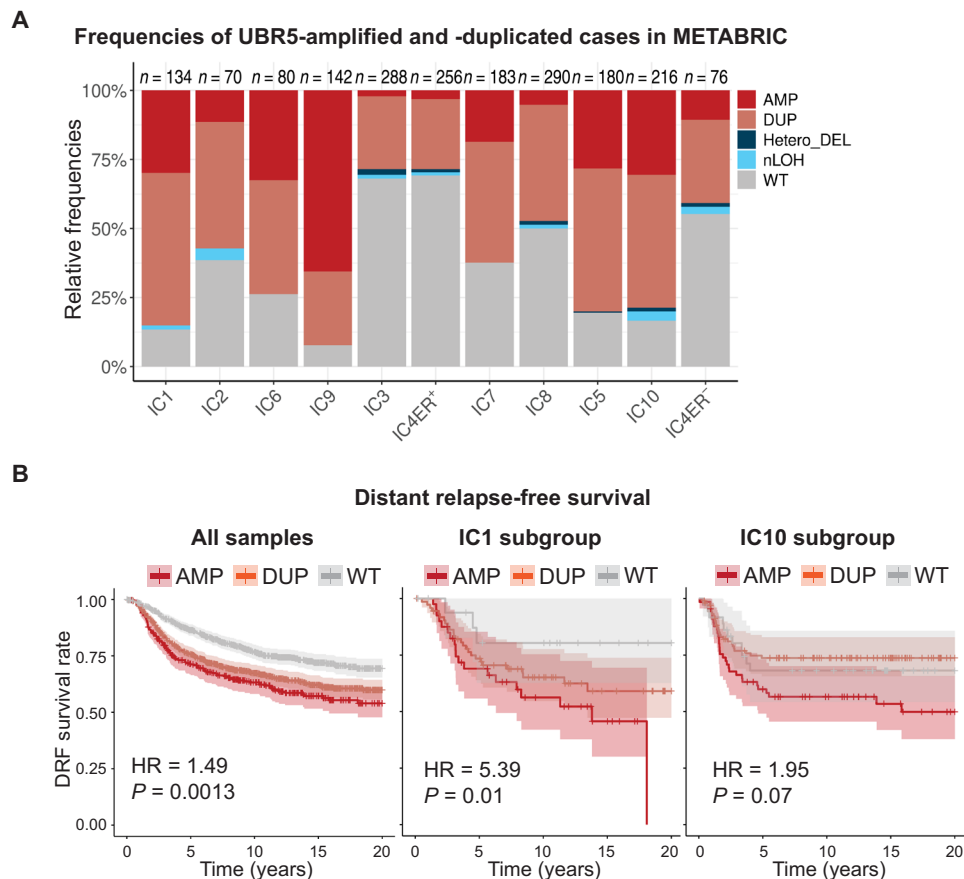 A
Frequencies of UBR5-amplified and -duplicated cases in METABRIC
n = 134 n = 70 n = 80 n = 142 n = 288 n = 256 n = 183 n = 290 n = 180 n = 216 n = 76
100%
75%
50%
25%
0%
Relative frequencies
AMP
DUP
Hetero_DEL
nLOH
WT
IC1 IC2 IC6 IC9 IC3 IC4ER⁺ IC7 IC8 IC5 IC10 IC4ER⁻
B
Distant relapse-free survival
All samples IC1 subgroup IC10 subgroup
AMP DUP WT AMP DUP WT AMP DUP WT
1.00
0.75
0.50
0.25
0.00
DRF survival rate
HR = 1.49 HR = 5.39 HR = 1.95
P = 0.0013 P = 0.01 P = 0.07
0 5 10 15 20 0 5 10 15 20 0 5 10 15 20
Time (years) Time (years) Time (years)